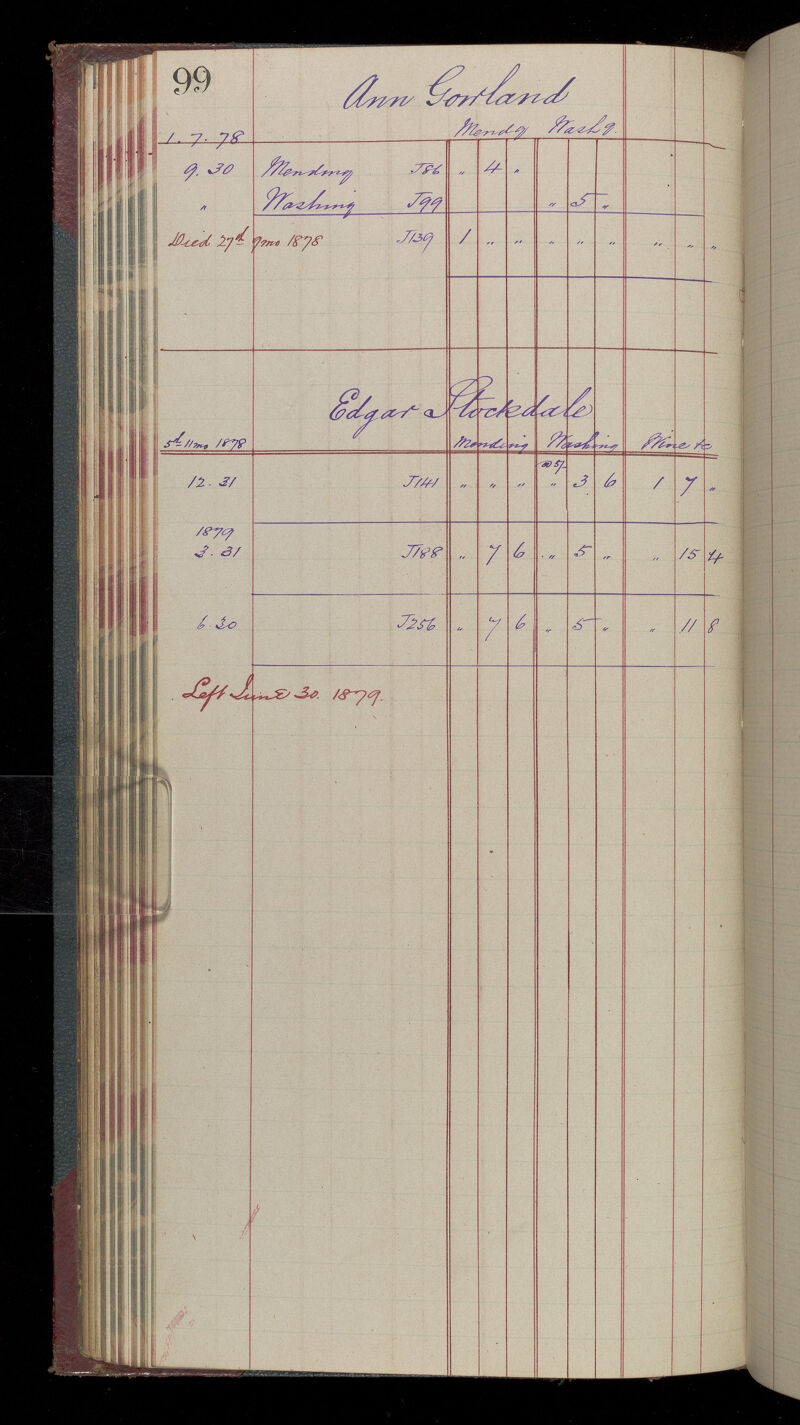 99
Ann Gowland
1.7.78 Mendg Washg
9.30 Mending J86 " 4 "
" Washing J99 " 5 "
Died 27th 9mo 1878 J139 1 " " " " " " " "
Edgar Stockdale
5th 11mo 1878 Mending Washing Wine &c
@ 5/-
12.31 J141 " " " " 3 6 1 7 "
1879
3.31 J188 " 7 6 " 5 " " 15 4
6.30 J256 " 7 6 " 5 " " 11 8
Left June 30. 1879.